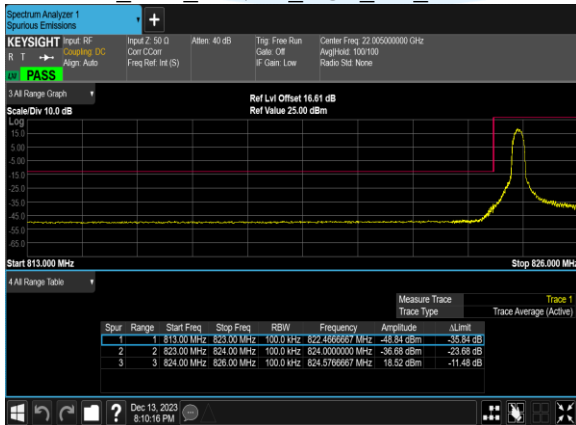 Spectrum Analyzer 1
Spurious Emissions
+
KEYSIGHT Input: RF Input Z: 50 Ω Atten: 40 dB Trig: Free Run Center Freq: 22.005000000 GHz
R T Coupling: DC Corr CCorr Gate: Off Avg|Hold: 100/100
Align: Auto Freq Ref: Int (S) IF Gain: Low Radio Std: None
PASS
3 All Range Graph
Ref Lvl Offset 16.61 dB
Scale/Div 10.0 dB Ref Value 25.00 dBm
Log
15.0
5.00
-5.00
-15.0
-25.0
-35.0
-45.0
-55.0
-65.0
Start 813.000 MHz Stop 826.000 MHz
4 All Range Table
Measure Trace Trace 1
Trace Type Trace Average (Active)
Spur Range Start Freq Stop Freq RBW Frequency Amplitude ΔLimit
1 1 813.00 MHz 823.00 MHz 100.0 kHz 822.4666667 MHz -48.84 dBm -35.84 dB
2 2 823.00 MHz 824.00 MHz 100.0 kHz 824.0000000 MHz -36.68 dBm -23.68 dB
3 3 824.00 MHz 826.00 MHz 100.0 kHz 824.5766667 MHz 18.52 dBm -11.48 dB
? Dec 13, 2023
8:10:16 PM